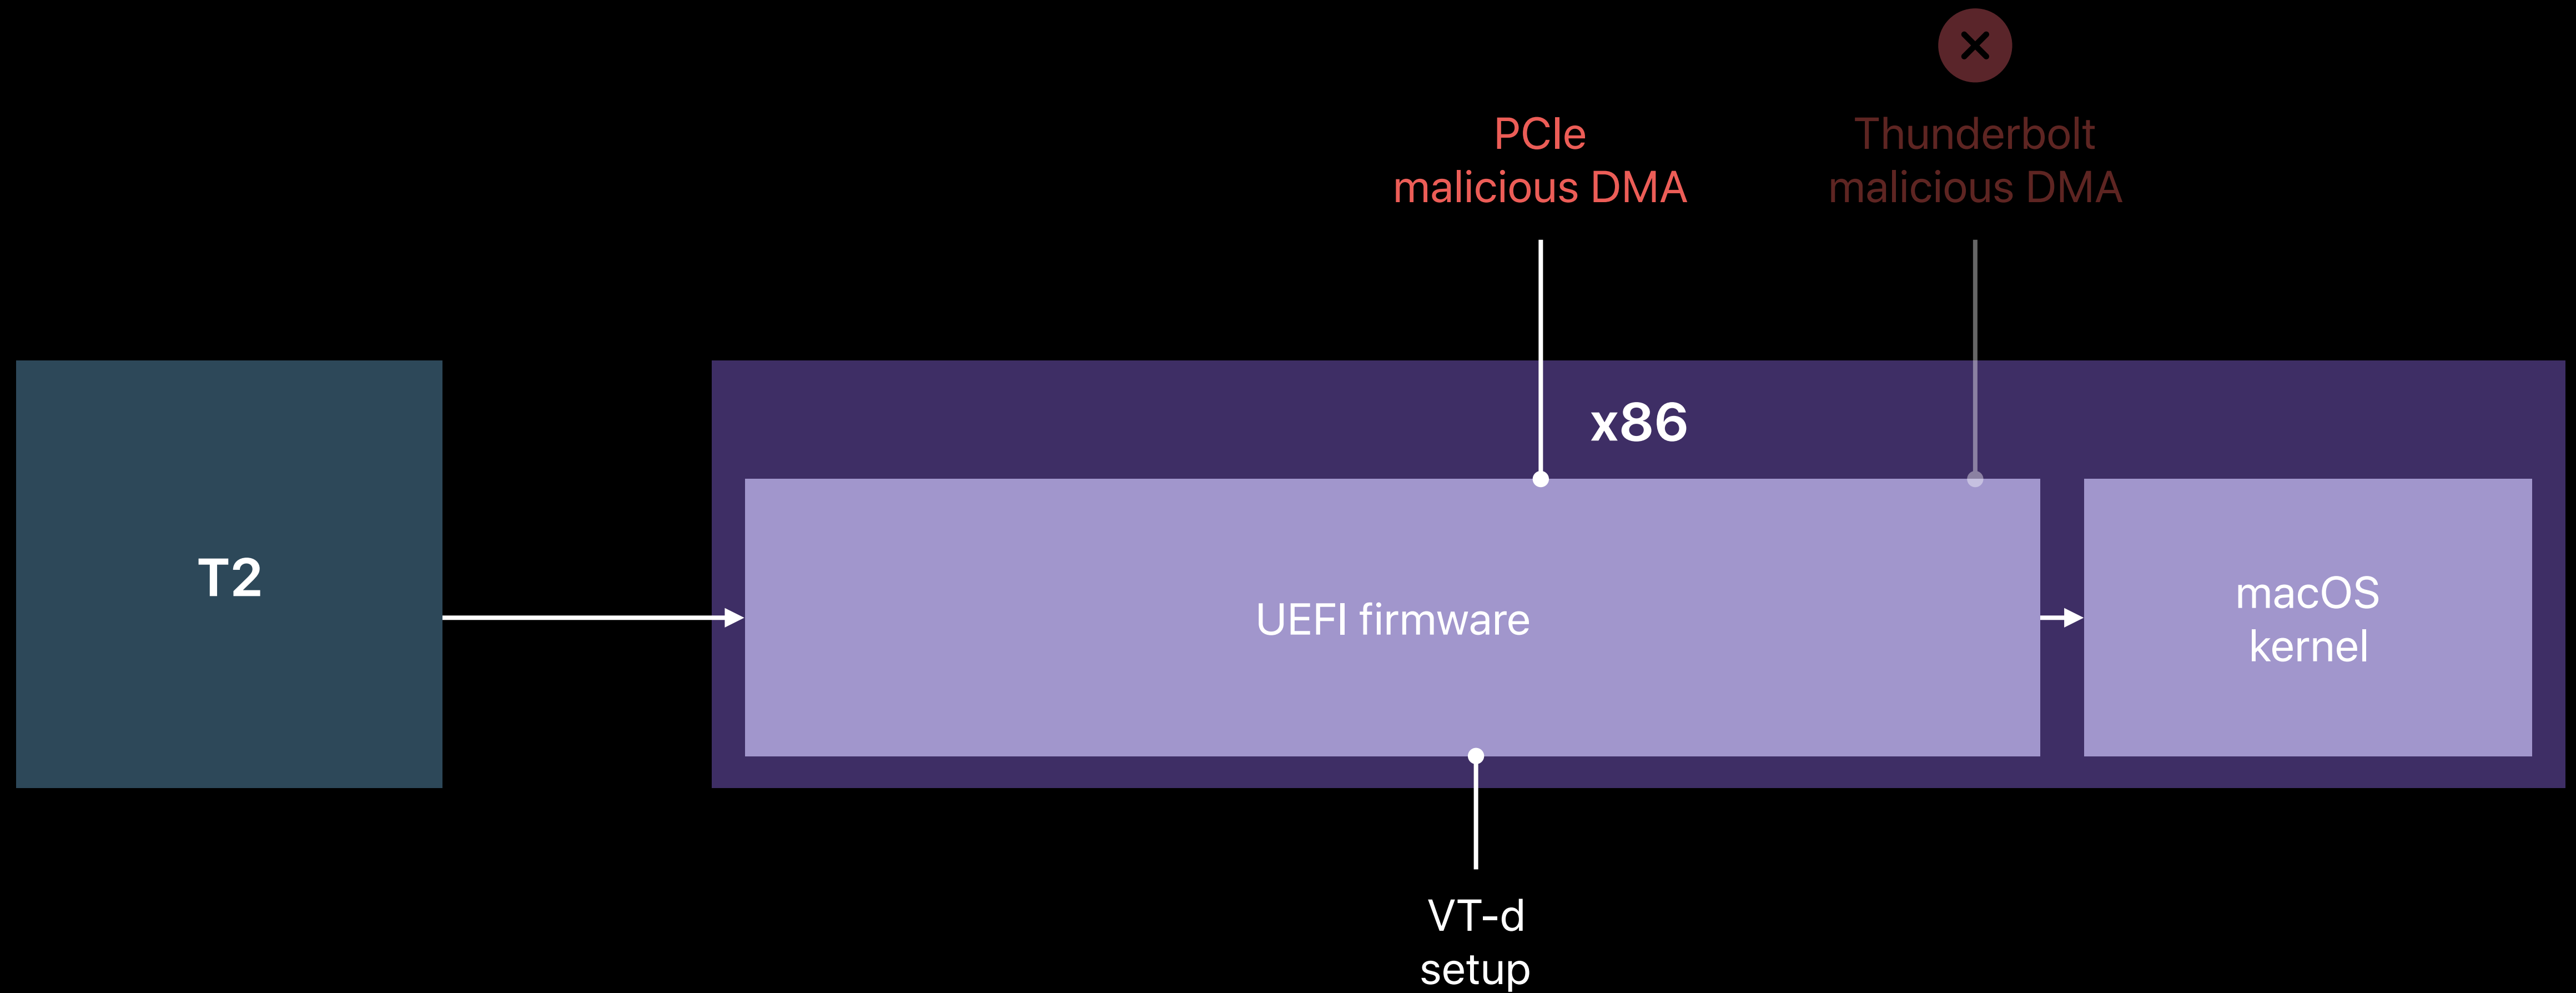 PCIe
malicious DMA
Thunderbolt
malicious DMA
x86
T2
UEFI firmware
macOS
kernel
VT-d
setup